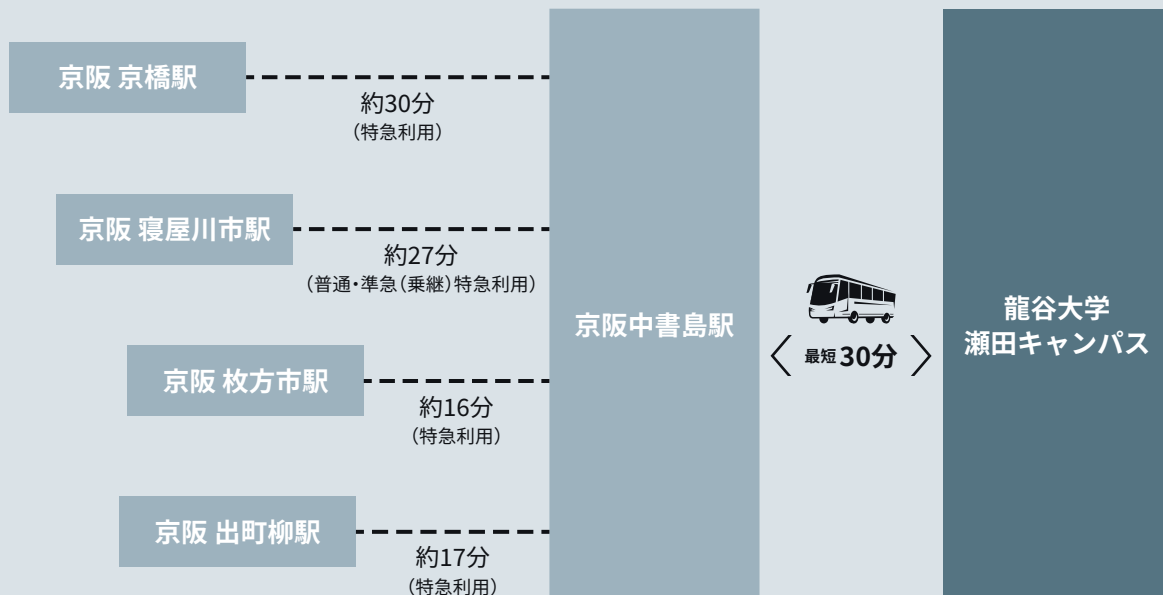 京阪 京橋駅
約30分
（特急利用）
京阪 寝屋川市駅
約27分
（普通・準急（乗継）特急利用）
京阪 枚方市駅
約16分
（特急利用）
京阪 出町柳駅
約17分
（特急利用）
京阪中書島駅
最短30分
龍谷大学
瀬田キャンパス